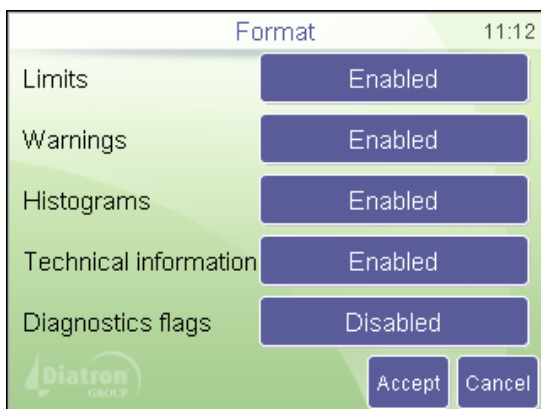 Format 11:12
Limits Enabled
Warnings Enabled
Histograms Enabled
Technical information Enabled
Diagnostics flags Disabled
Diatron
GROUP
Accept Cancel